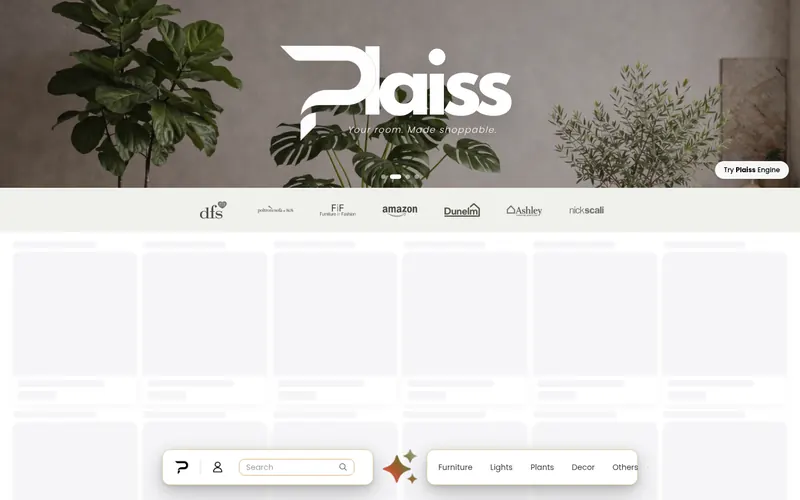 Plaiss
Your room. Made shoppable.
Try Plaiss Engine
dfs
F|F
Furniture in Fashion
amazon
Dunelm
Ashley
nickscali
Search
Furniture
Lights
Plants
Decor
Others